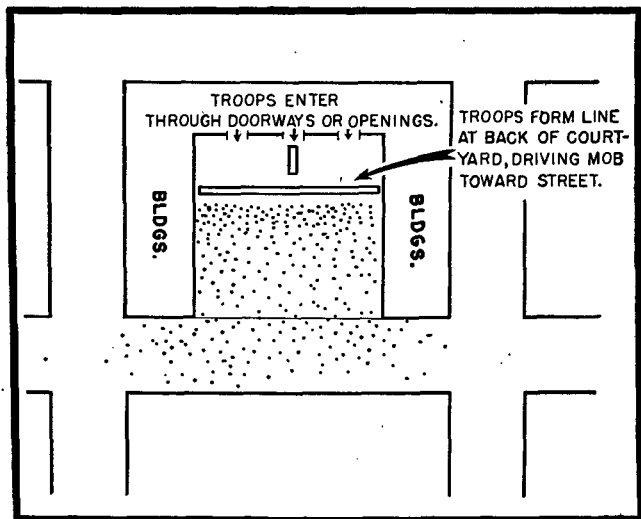 TROOPS ENTER
THROUGH DOORWAYS OR OPENINGS.
TROOPS FORM LINE
AT BACK OF COURT-
YARD, DRIVING MOB
TOWARD STREET.
BLDGS.
BLDGS.